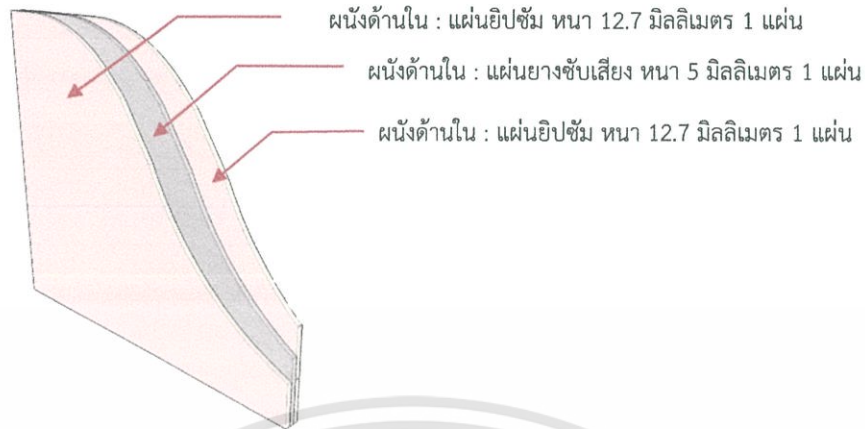 ผนังด้านใน : แผ่นยิปซัม หนา 12.7 มิลลิเมตร 1 แผ่น
ผนังด้านใน : แผ่นยางซับเสียง หนา 5 มิลลิเมตร 1 แผ่น
ผนังด้านใน : แผ่นยิปซัม หนา 12.7 มิลลิเมตร 1 แผ่น